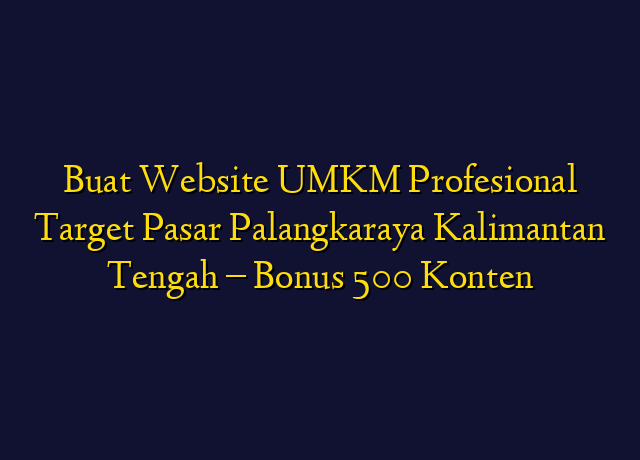 Buat Website UMKM Profesional
Target Pasar Palangkaraya Kalimantan
Tengah – Bonus 500 Konten